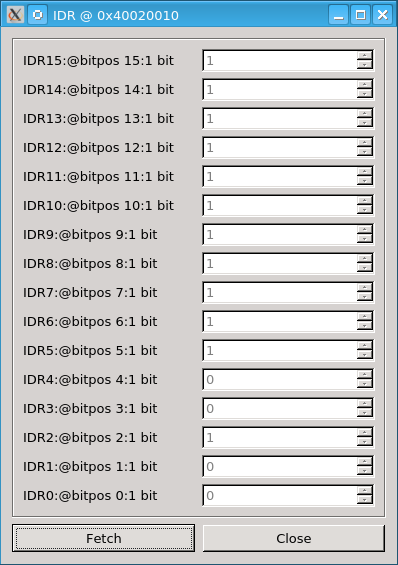 IDR @ 0x40020010
IDR15:@bitpos 15:1 bit 1
IDR14:@bitpos 14:1 bit 1
IDR13:@bitpos 13:1 bit 1
IDR12:@bitpos 12:1 bit 1
IDR11:@bitpos 11:1 bit 1
IDR10:@bitpos 10:1 bit 1
IDR9:@bitpos 9:1 bit 1
IDR8:@bitpos 8:1 bit 1
IDR7:@bitpos 7:1 bit 1
IDR6:@bitpos 6:1 bit 1
IDR5:@bitpos 5:1 bit 1
IDR4:@bitpos 4:1 bit 0
IDR3:@bitpos 3:1 bit 0
IDR2:@bitpos 2:1 bit 1
IDR1:@bitpos 1:1 bit 0
IDR0:@bitpos 0:1 bit 0
Fetch Close